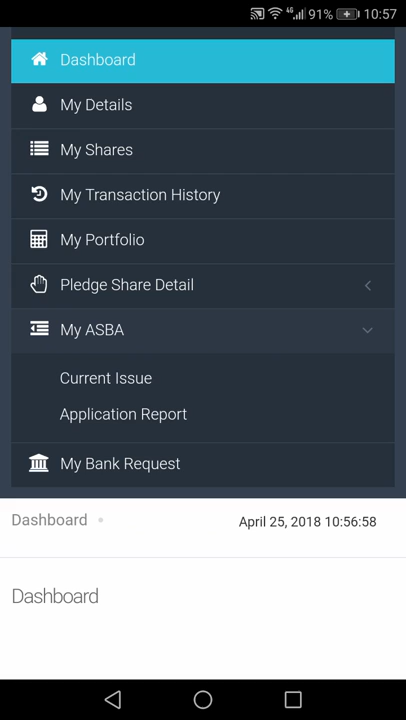 4G 91% 10:57
Dashboard
My Details
My Shares
My Transaction History
My Portfolio
Pledge Share Detail
My ASBA
Current Issue
Application Report
My Bank Request
Dashboard April 25, 2018 10:56:58
Dashboard